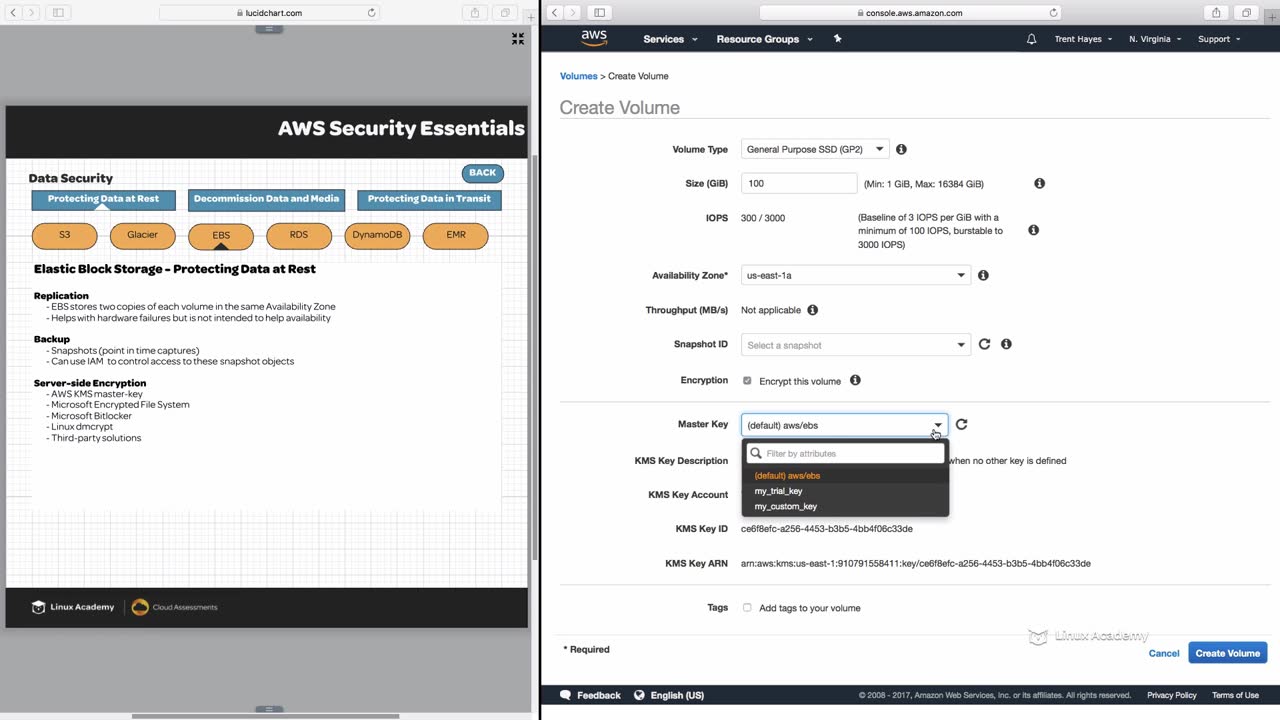 lucidchart.com
AWS Security Essentials
BACK
Data Security
Protecting Data at Rest
Decommission Data and Media
Protecting Data in Transit
S3
Glacier
EBS
RDS
DynamoDB
EMR
Elastic Block Storage - Protecting Data at Rest
Replication
- EBS stores two copies of each volume in the same Availability Zone
- Helps with hardware failures but is not intended to help availability
Backup
- Snapshots (point in time captures)
- Can use IAM to control access to these snapshot objects
Server-side Encryption
- AWS KMS master-key
- Microsoft Encrypted File System
- Microsoft Bitlocker
- Linux dmcrypt
- Third-party solutions
Linux Academy
Cloud Assessments
console.aws.amazon.com
aws
Services
Resource Groups
Trent Hayes
N. Virginia
Support
Volumes > Create Volume
Create Volume
Volume Type
General Purpose SSD (GP2)
Size (GiB)
100
(Min: 1 GiB, Max: 16384 GiB)
IOPS
300 / 3000
(Baseline of 3 IOPS per GiB with a
minimum of 100 IOPS, burstable to
3000 IOPS)
Availability Zone*
us-east-1a
Throughput (MB/s)
Not applicable
Snapshot ID
Select a snapshot
Encryption
Encrypt this volume
Master Key
(default) aws/ebs
Filter by attributes
(default) aws/ebs
my_trial_key
my_custom_key
KMS Key Description
when no other key is defined
KMS Key Account
KMS Key ID
ce6f8efc-a256-4453-b3b5-4bb4f06c33de
KMS Key ARN
arn:aws:kms:us-east-1:910791558411:key/ce6f8efc-a256-4453-b3b5-4bb4f06c33de
Tags
Add tags to your volume
Linux Academy
* Required
Cancel
Create Volume
Feedback
English (US)
© 2008 - 2017, Amazon Web Services, Inc. or its affiliates. All rights reserved.
Privacy Policy
Terms of Use